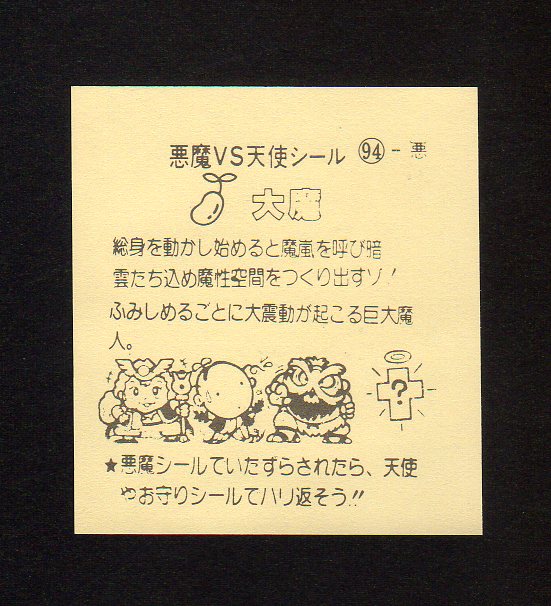 悪魔VS天使シール 94-悪
大魔
総身を動かし始めると魔嵐を呼び暗
雲たち込め魔性空間をつくり出すゾ!
ふみしめるごとに大震動が起こる巨大魔
人。
?
★悪魔シールでいたずらされたら、天使
やお守りシールでハリ返そう!!